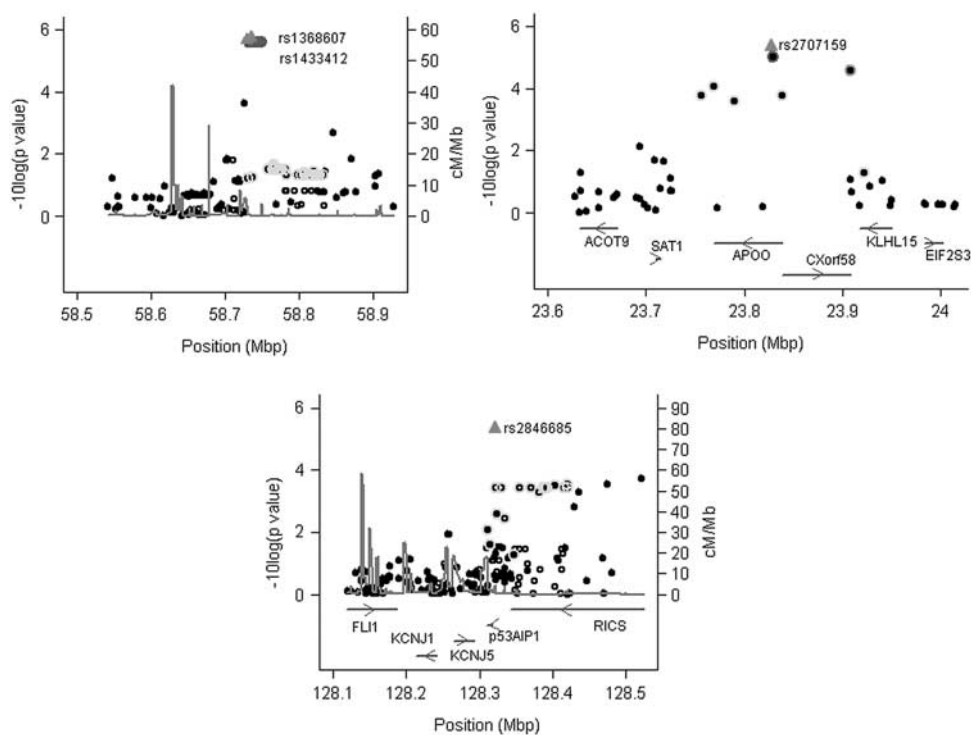 rs1368607
rs1433412
-10log(p value)
cM/Mb
6
4
2
0
60
50
40
30
20
10
0
58.5
58.6
58.7
58.8
58.9
Position (Mbp)
rs2707159
-10log(p value)
6
4
2
0
ACOT9
SAT1
APOO
CXorf58
KLHL15
EIF2S3
23.6
23.7
23.8
23.9
24
Position (Mbp)
rs2846685
-10log(p value)
cM/Mb
6
4
2
0
90
80
70
60
50
40
30
20
10
0
FLI1
KCNJ1
KCNJ5
p53AIP1
RICS
128.1
128.2
128.3
128.4
128.5
Position (Mbp)